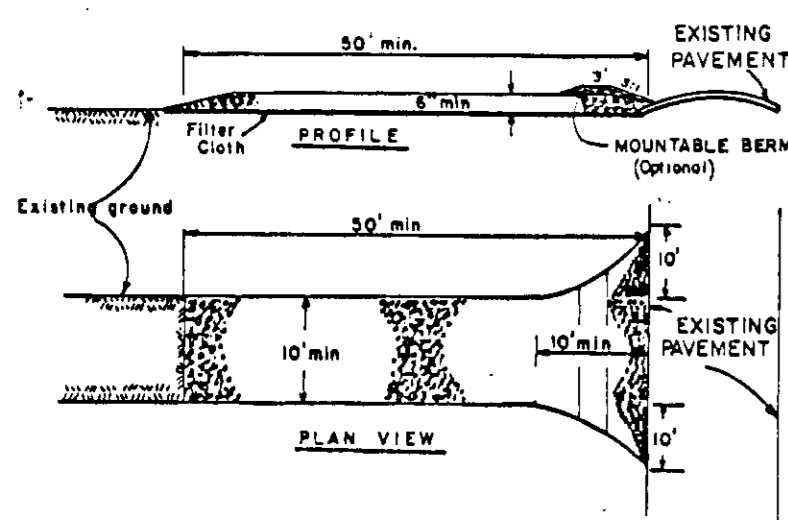 50' min.
EXISTING
PAVEMENT
3'
6" min
Filter
Cloth
PROFILE
MOUNTABLE BERM
(Optional)
Existing ground
50' min
10'
10' min
10' min
EXISTING
PAVEMENT
10'
PLAN VIEW